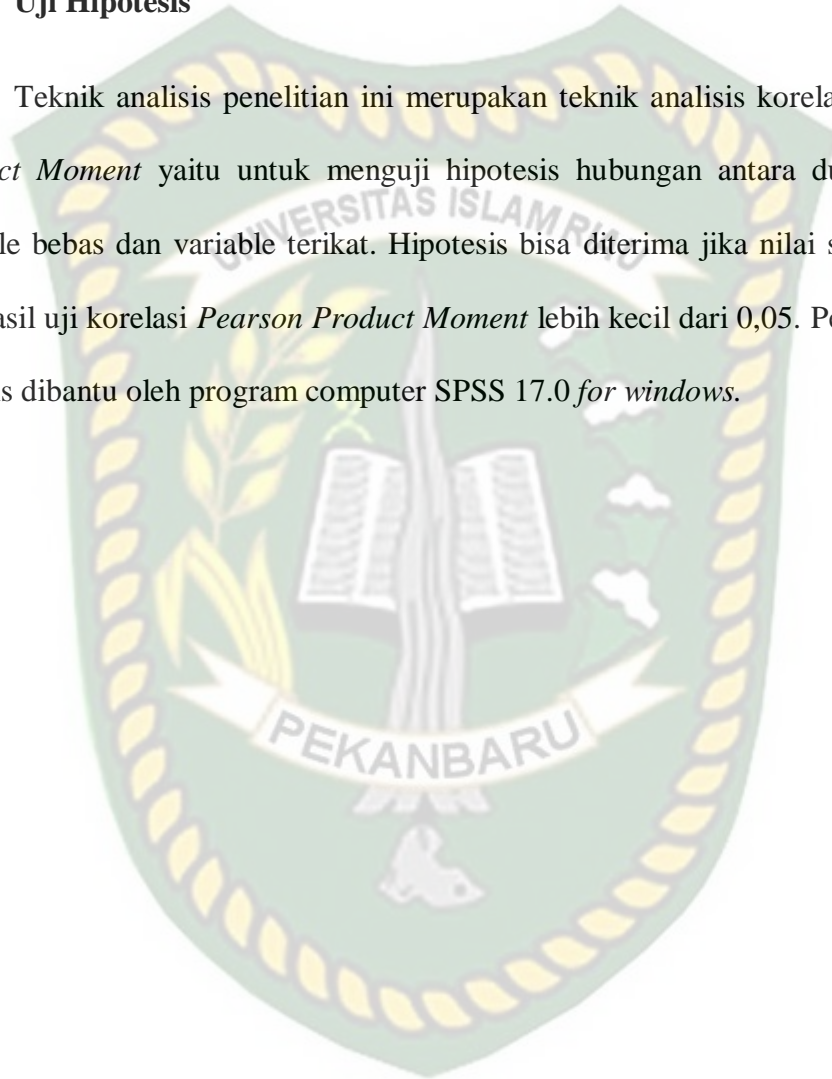 Uji Hipotesis
Teknik analisis penelitian ini merupakan teknik analisis korela
ct Moment yaitu untuk menguji hipotesis hubungan antara du
UNIVERSITAS ISLAM RIAU
le bebas dan variable terikat. Hipotesis bisa diterima jika nilai s
asil uji korelasi Pearson Product Moment lebih kecil dari 0,05. Pe
s dibantu oleh program computer SPSS 17.0 for windows.
PEKANBARU